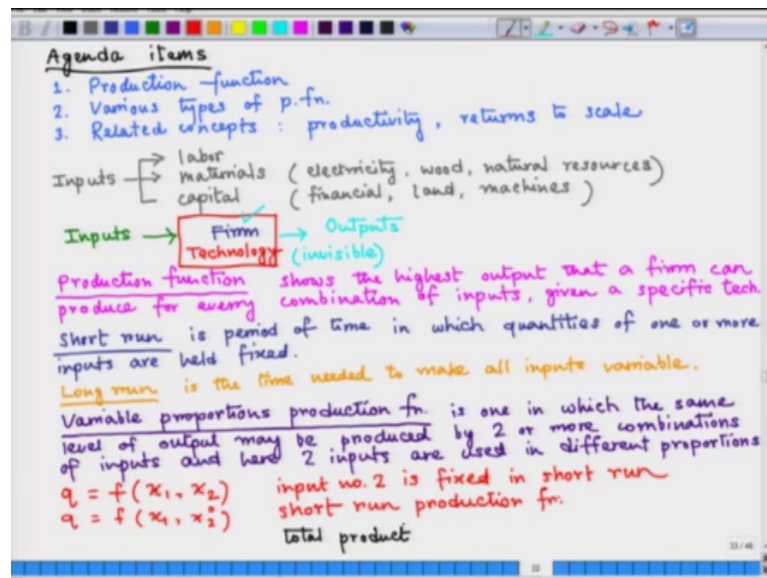 Agenda items
1. Production function
2. Various types of p.fn.
3. Related concepts : productivity, returns to scale
Inputs → labor
→ materials (electricity, wood, natural resources)
capital (financial, land, machines)
Inputs → Firm → Outputs
Technology (invisible)
Production function shows the highest output that a firm can
produce for every combination of inputs, given a specific tech.
Short run is period of time in which quantities of one or more
inputs are held fixed.
Long run is the time needed to make all inputs variable.
Variable proportions production fn. is one in which the same
level of output may be produced by 2 or more combinations
of inputs and here 2 inputs are used in different proportions
q = f(x₁, x₂) input no. 2 is fixed in short run
q = f(x₁, x₂°) short run production fn.
total product
33/46
33